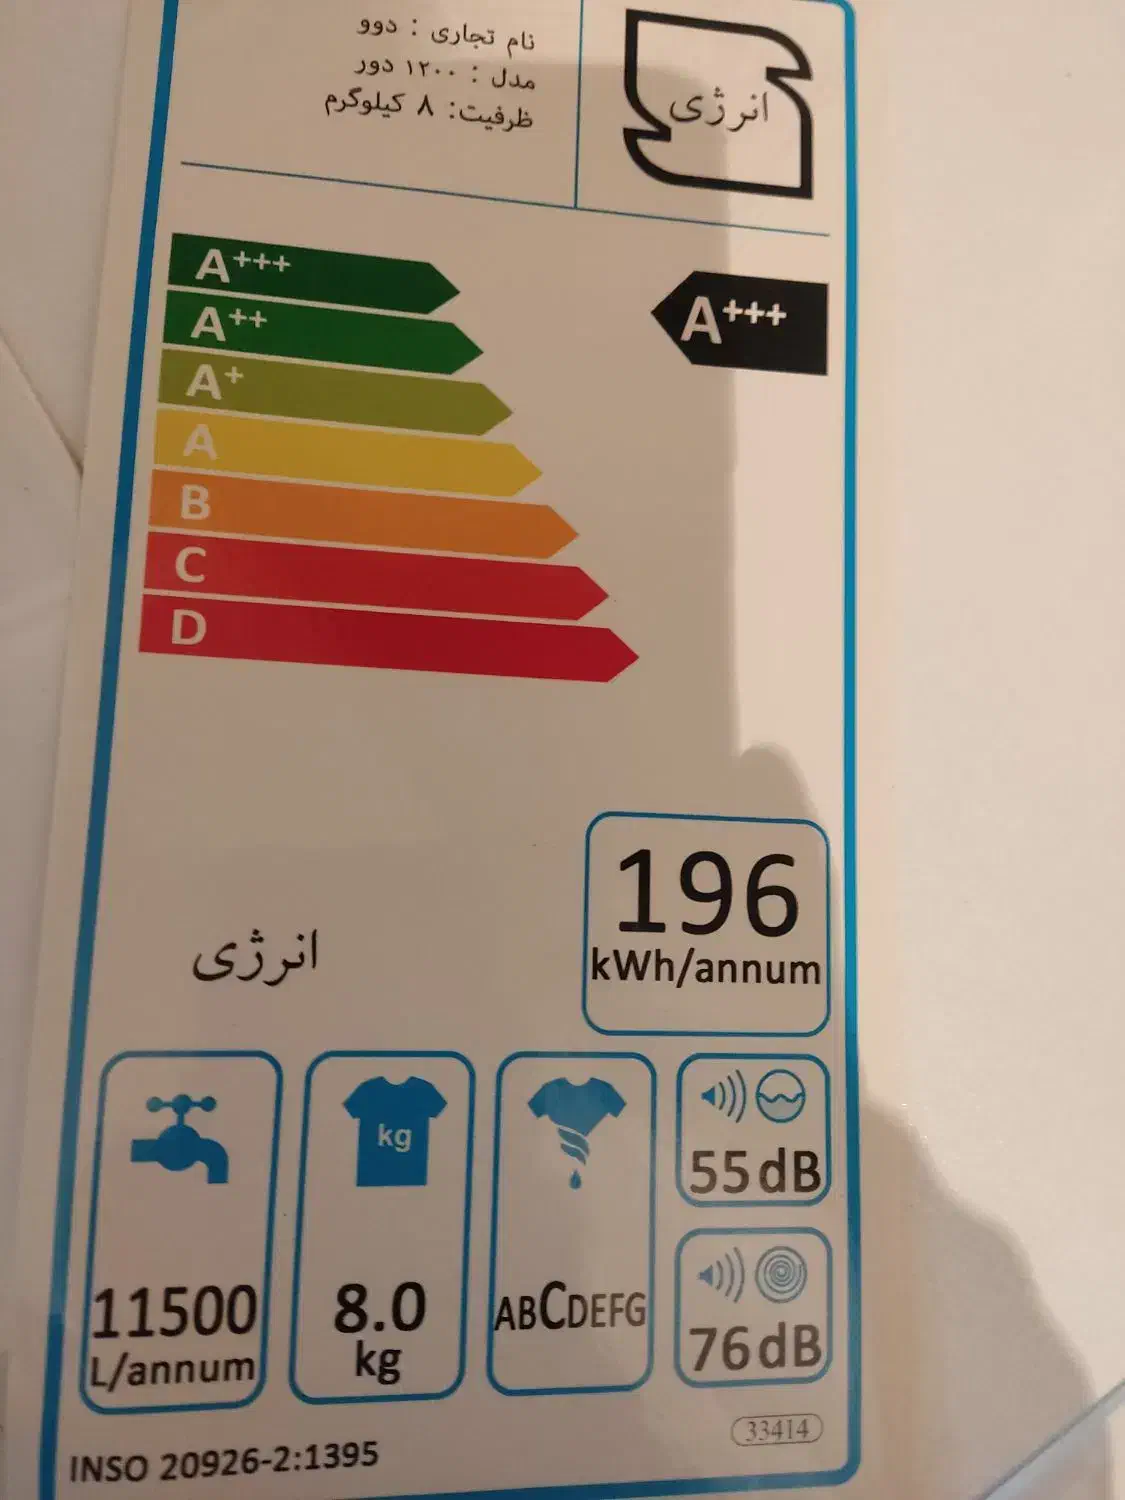 نام تجاری : دوو
مدل : ۱۲۰۰ دور
ظرفیت: ۸ کیلوگرم
انرژی
A+++
A+++
A++
A+
A
B
C
D
196
kWh/annum
انرژی
kg
55dB
76dB
11500
L/annum
8.0
kg
ABCDEFG
33414
INSO 20926-2:1395